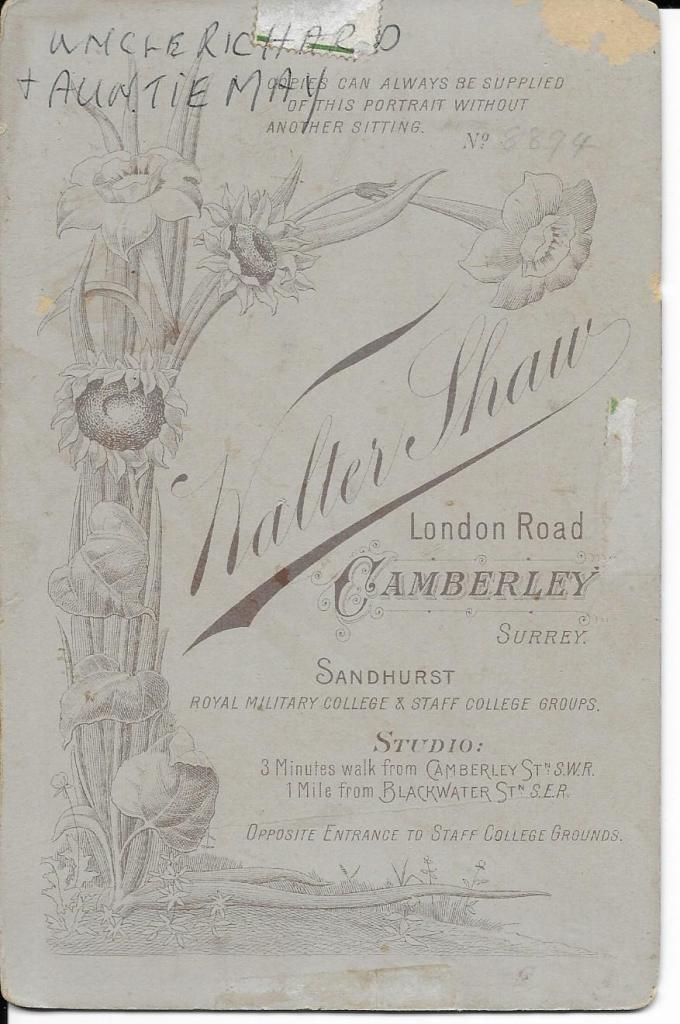 UNCLE RICHARD
+ AUNTIE MAY
COPIES CAN ALWAYS BE SUPPLIED
OF THIS PORTRAIT WITHOUT
ANOTHER SITTING.
No 8894
Walter Shaw
London Road
CAMBERLEY
SURREY.
SANDHURST
ROYAL MILITARY COLLEGE & STAFF COLLEGE GROUPS.
STUDIO:
3 Minutes walk from CAMBERLEY STN S.W.R.
1 Mile from BLACKWATER STN S.E.R.
OPPOSITE ENTRANCE TO STAFF COLLEGE GROUNDS.